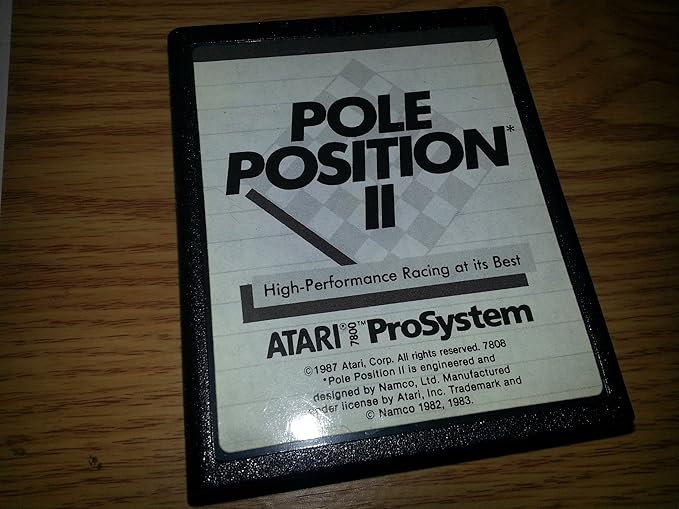 POLE
POSITION*
II
High-Performance Racing at its Best
ATARI® 7800™ ProSystem
©1987 Atari, Corp. All rights reserved. 7808
*Pole Position II is engineered and
designed by Namco, Ltd. Manufactured
under license by Atari, Inc. Trademark and
© Namco 1982, 1983.